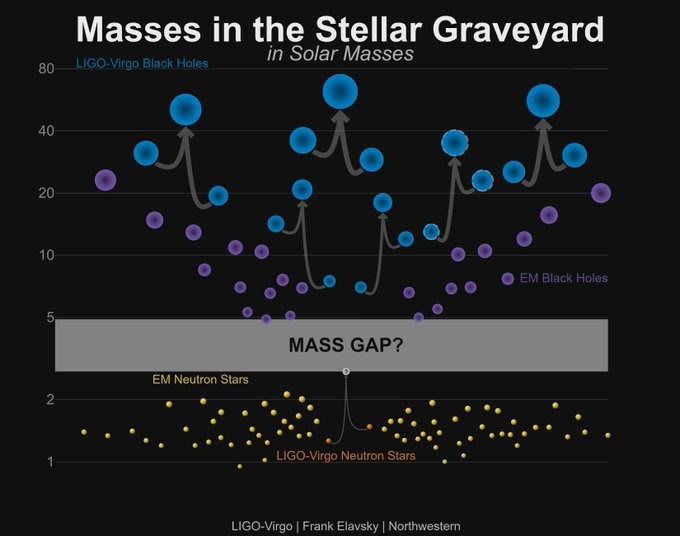 Masses in the Stellar Graveyard
in Solar Masses
LIGO-Virgo Black Holes
80
40
20
10
EM Black Holes
5
MASS GAP?
?
EM Neutron Stars
2
LIGO-Virgo Neutron Stars
1
LIGO-Virgo | Frank Elavsky | Northwestern